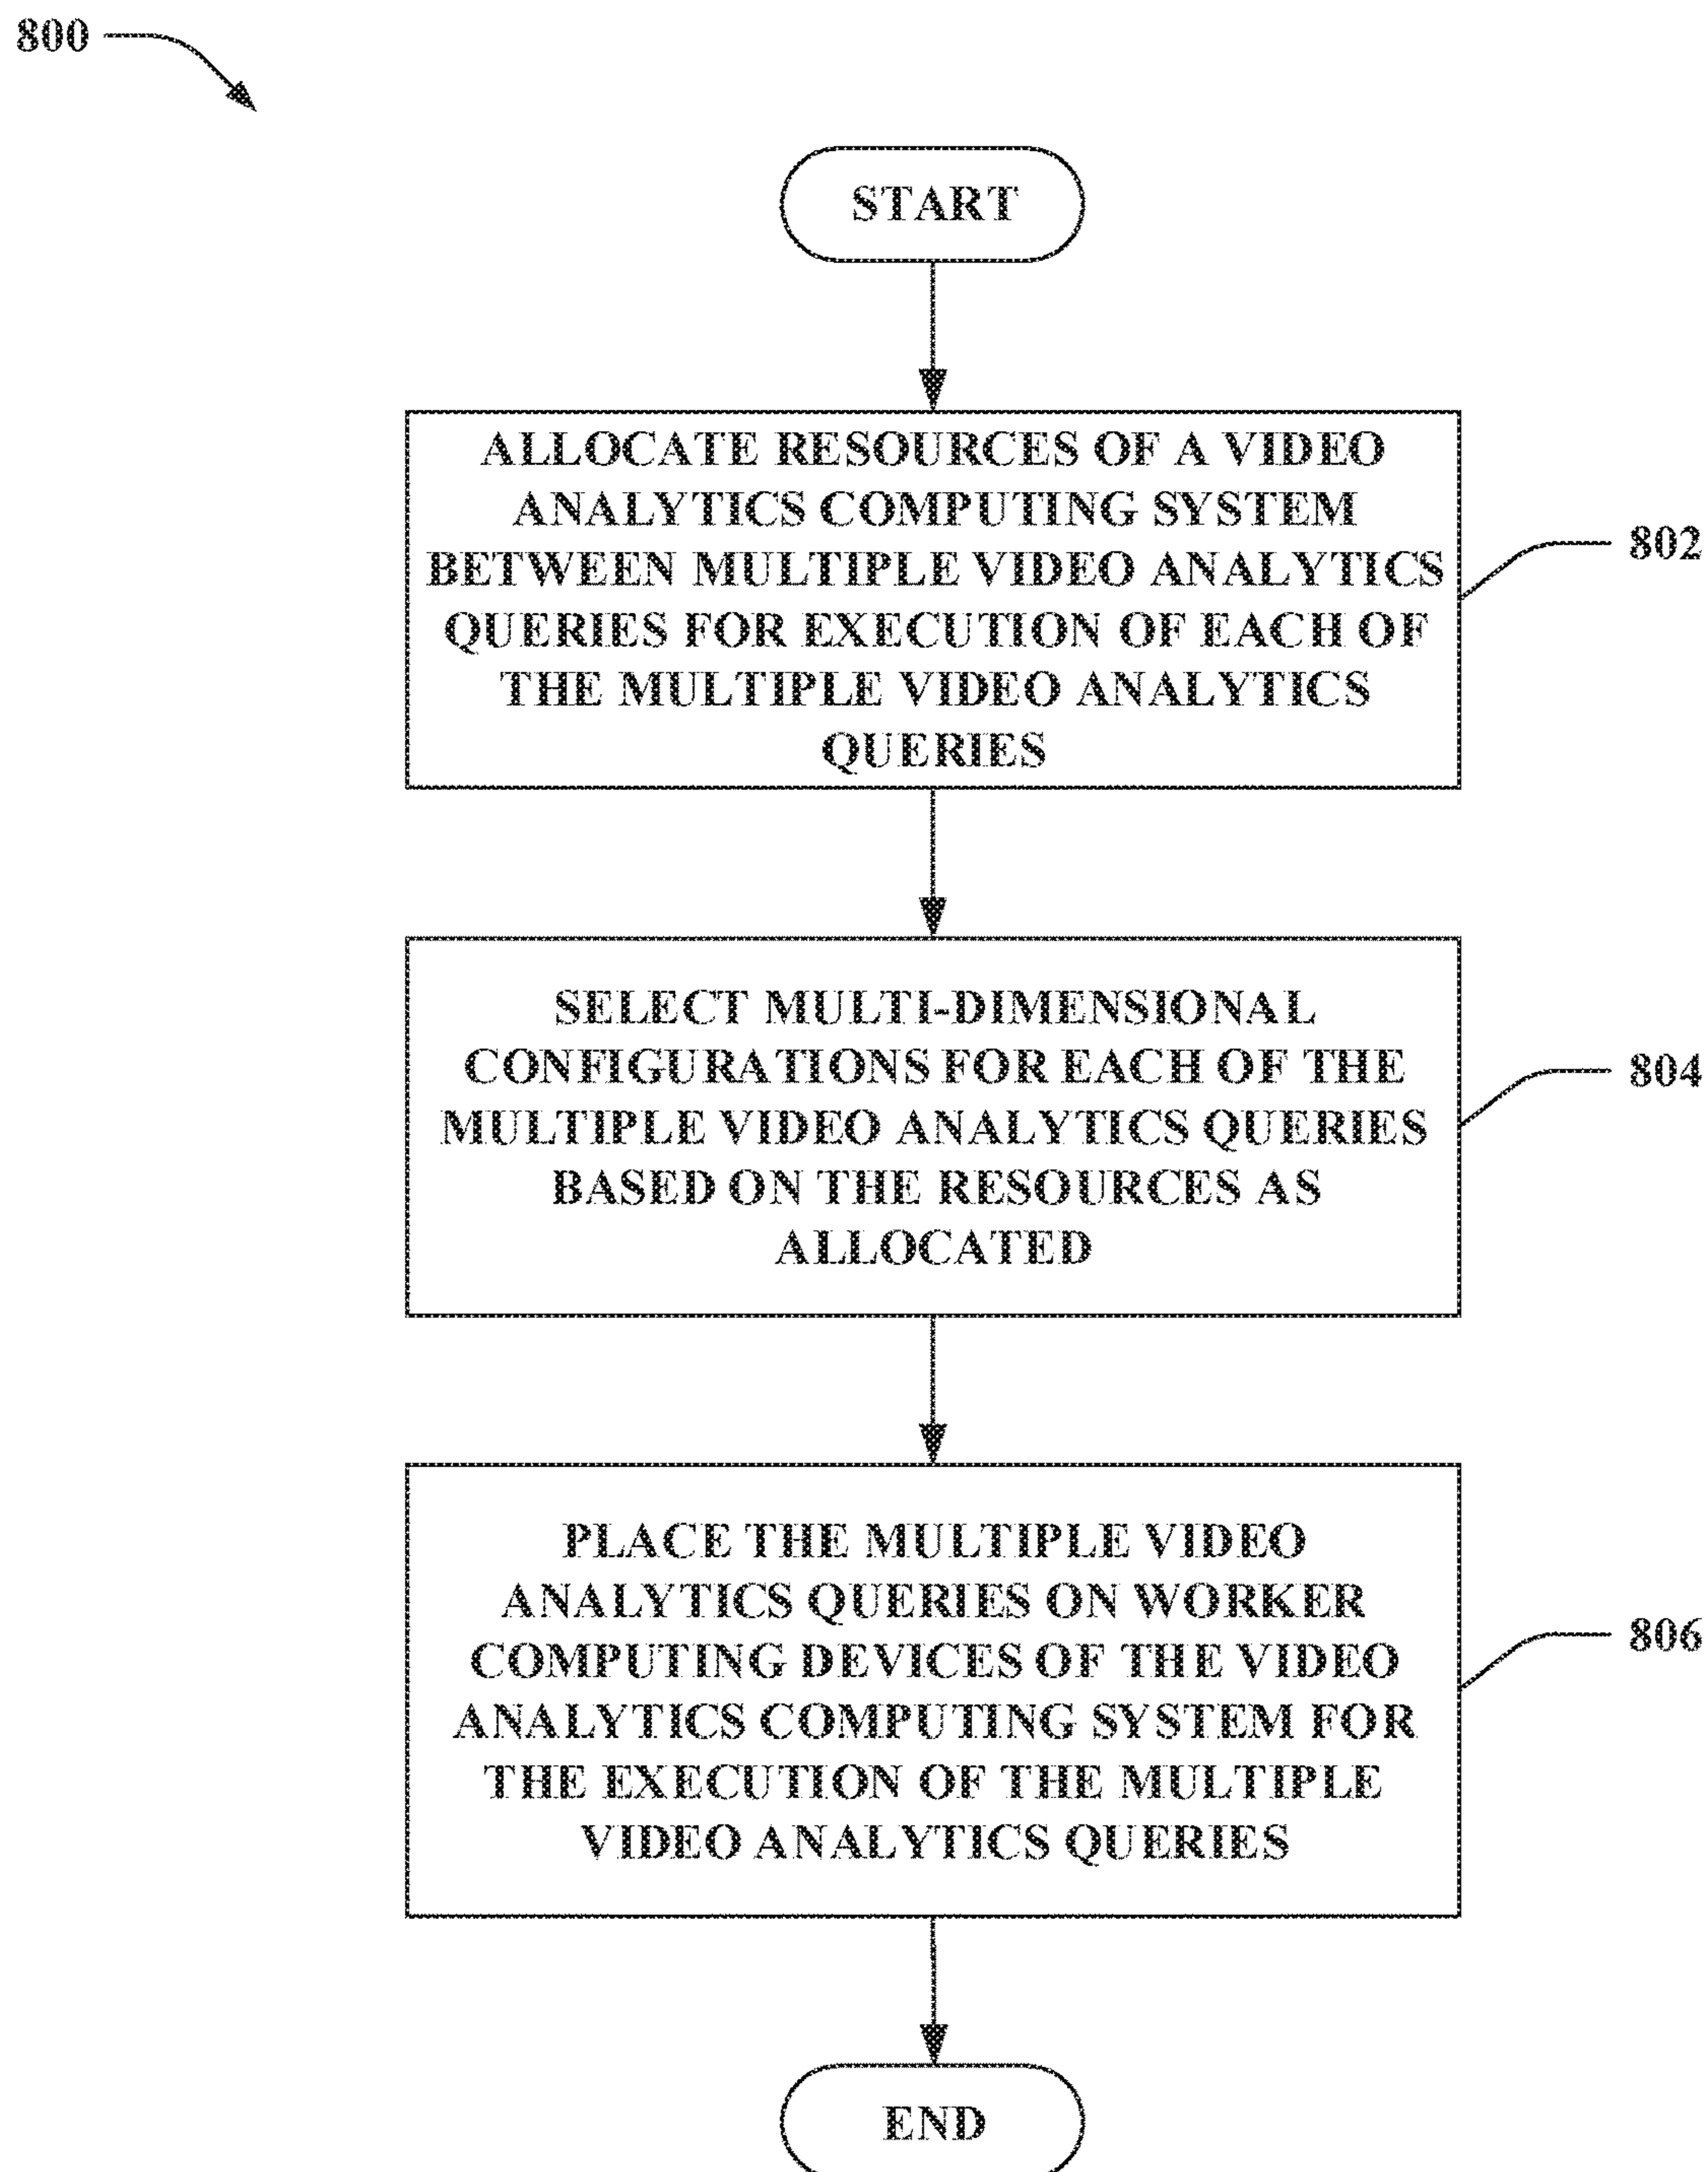 800
START
ALLOCATE RESOURCES OF A VIDEO
ANALYTICS COMPUTING SYSTEM
BETWEEN MULTIPLE VIDEO ANALYTICS
QUERIES FOR EXECUTION OF EACH OF
THE MULTIPLE VIDEO ANALYTICS
QUERIES
802
SELECT MULTI-DIMENSIONAL
CONFIGURATIONS FOR EACH OF THE
MULTIPLE VIDEO ANALYTICS QUERIES
BASED ON THE RESOURCES AS
ALLOCATED
804
PLACE THE MULTIPLE VIDEO
ANALYTICS QUERIES ON WORKER
COMPUTING DEVICES OF THE VIDEO
ANALYTICS COMPUTING SYSTEM FOR
THE EXECUTION OF THE MULTIPLE
VIDEO ANALYTICS QUERIES
806
END